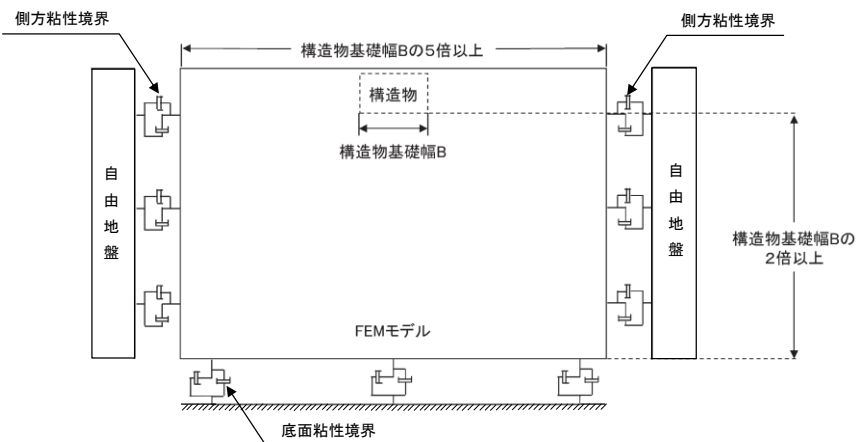 側方粘性境界
側方粘性境界
構造物基礎幅Bの5倍以上
構造物
構造物基礎幅B
自由地盤
自由地盤
構造物基礎幅Bの
2倍以上
FEMモデル
底面粘性境界